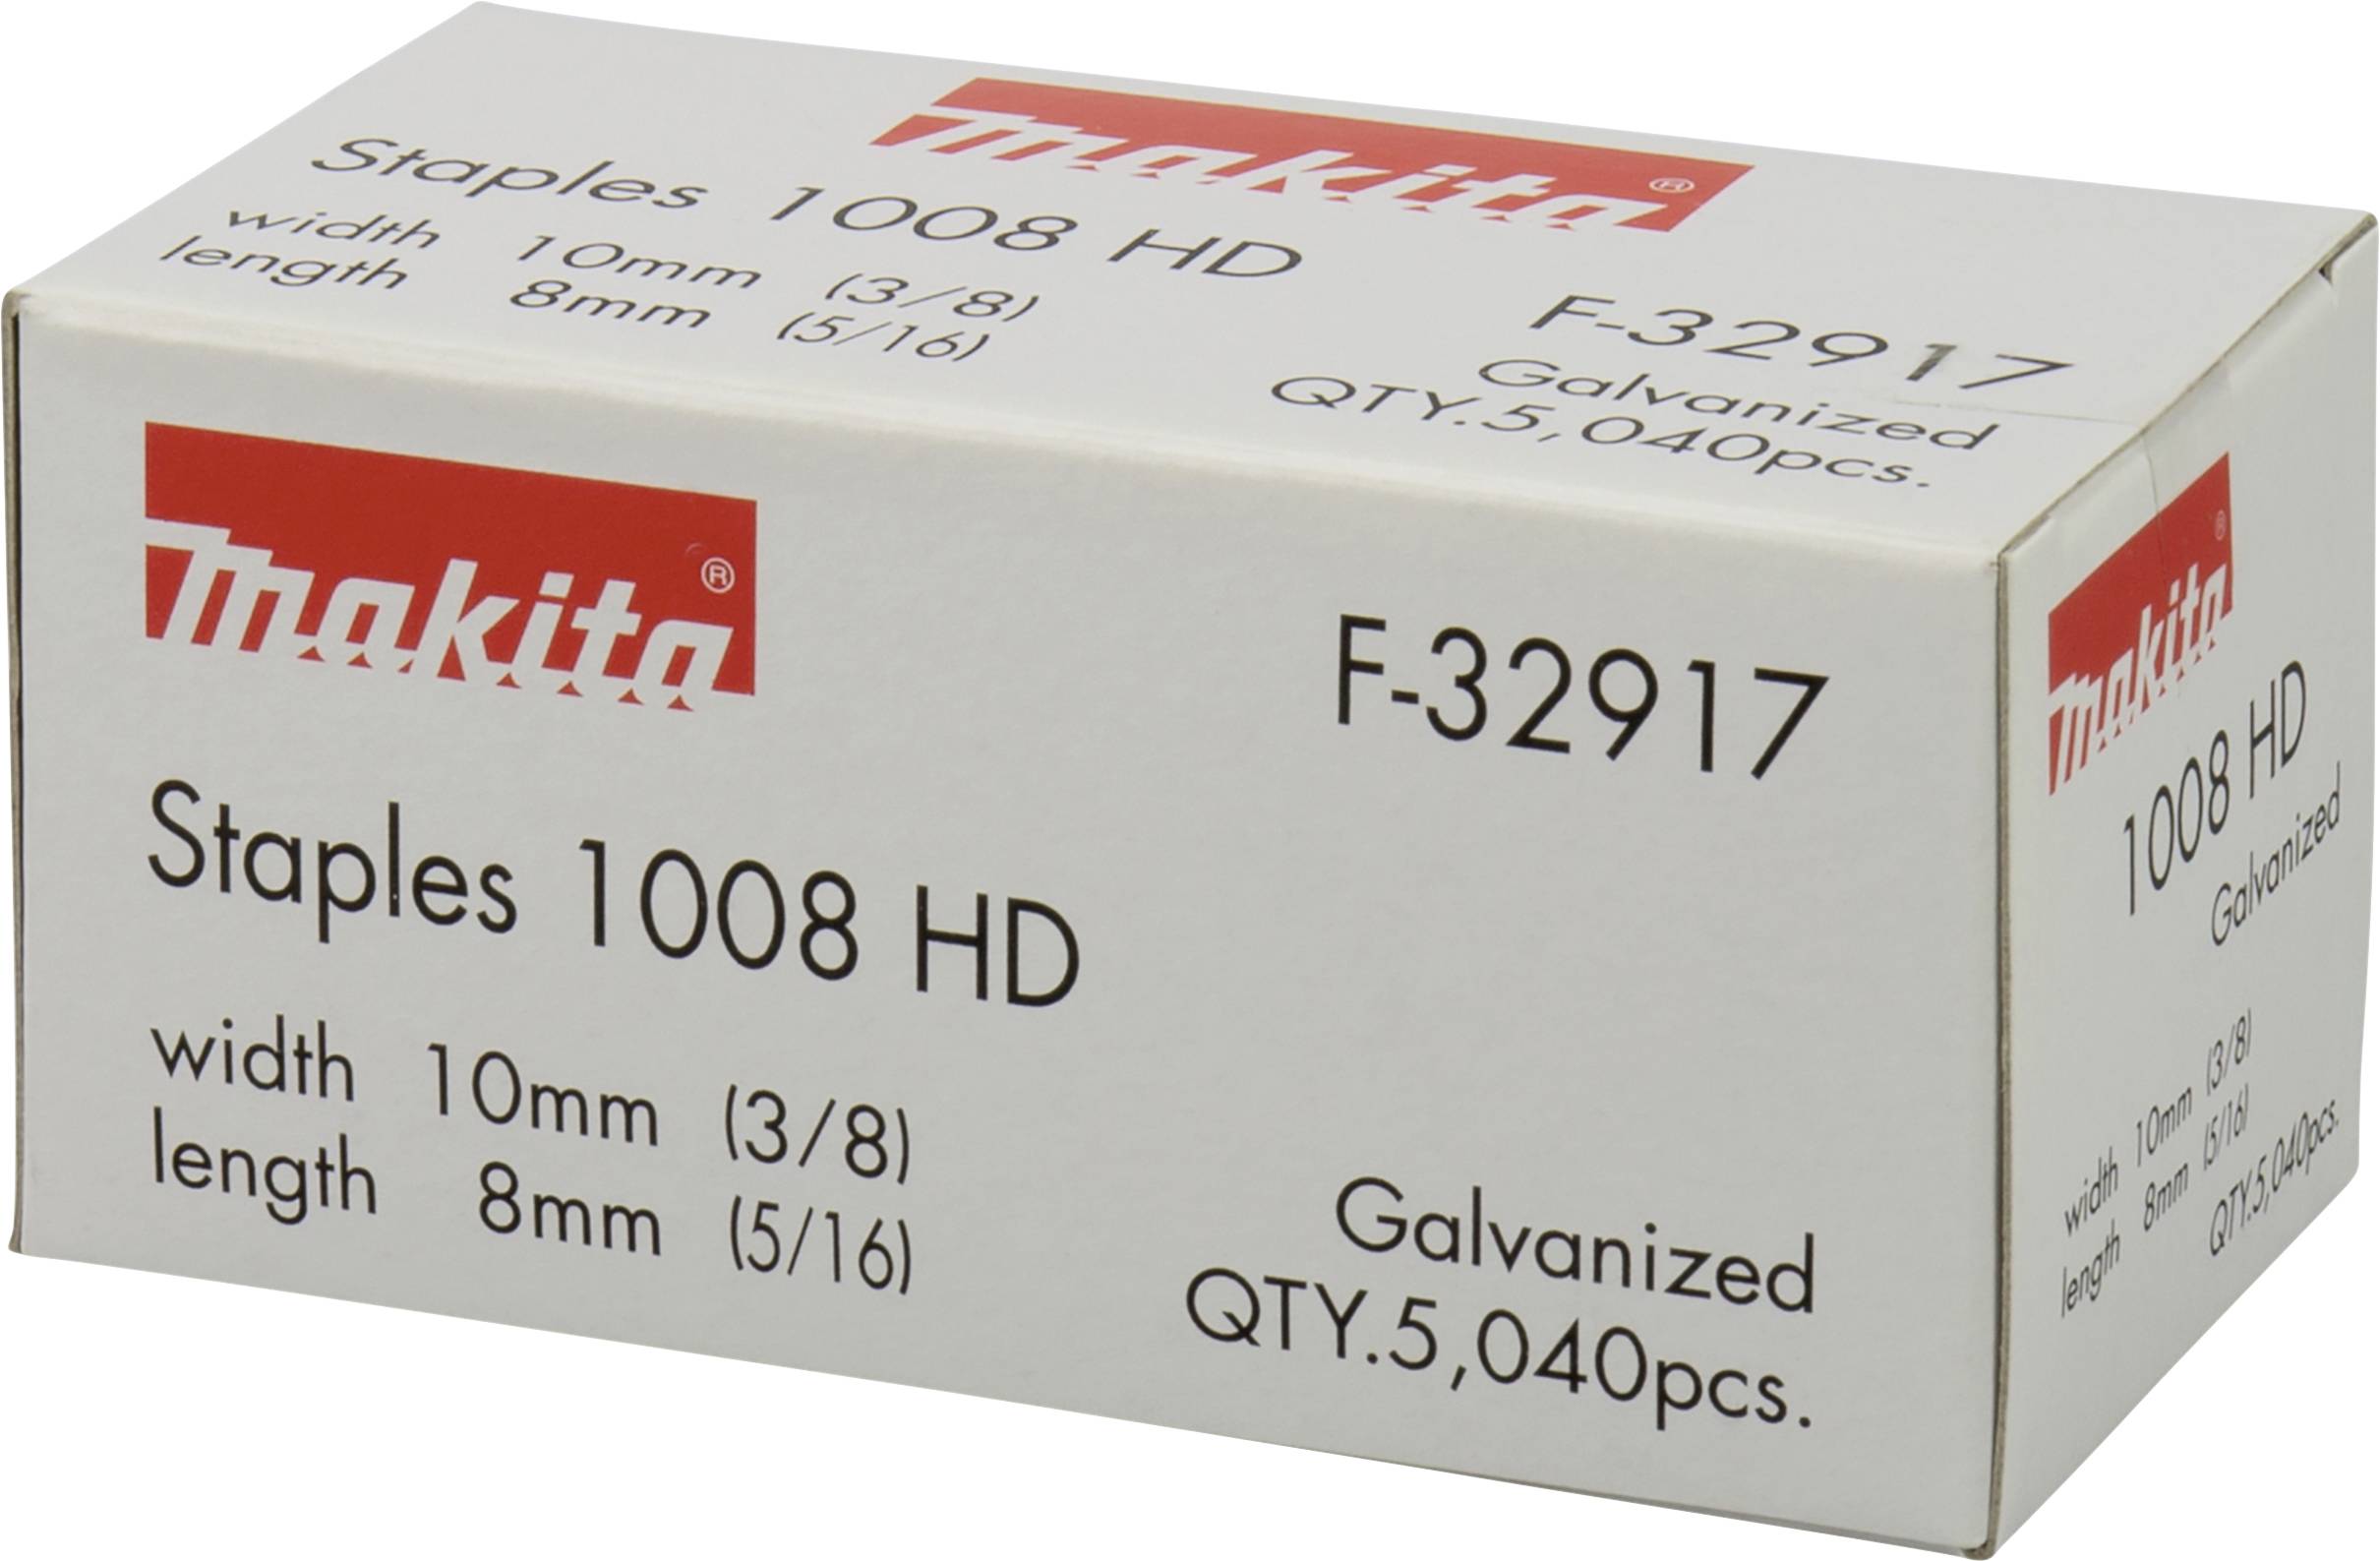 makita®
Staples 1008 HD
width 10mm (3/8)
length 8mm (5/16)
F-32917
Galvanized
QTY.5,040pcs.
makita®
F-32917
Staples 1008 HD
width 10mm (3/8)
length 8mm (5/16)
Galvanized
QTY.5,040pcs.
makita®
1008 HD
Galvanized
width 10mm (3/8)
length 8mm (5/16)
QTY.5,040pcs.